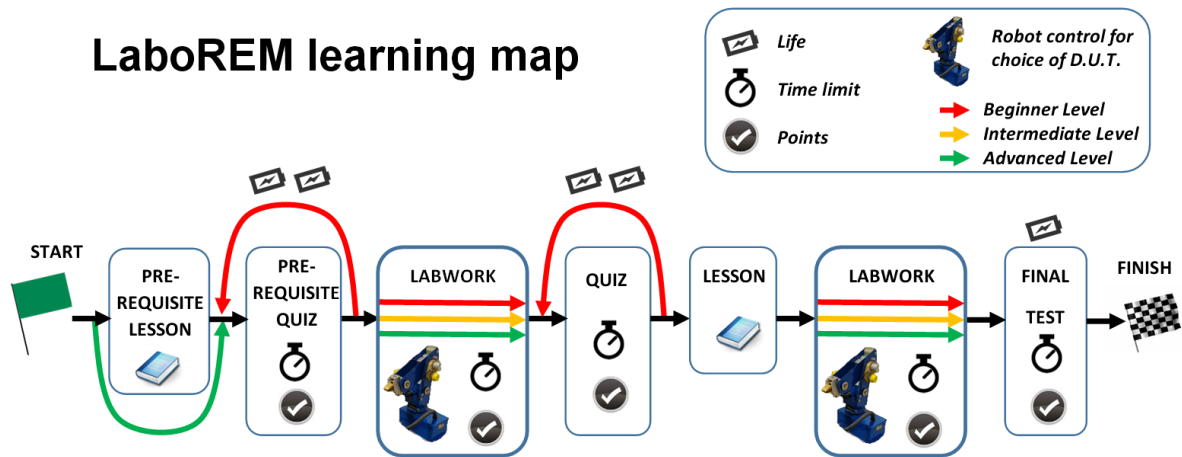 LaboREM learning map
Life
Time limit
Points
Robot control for
choice of D.U.T.
Beginner Level
Intermediate Level
Advanced Level
START
PRE-
REQUISITE
LESSON
PRE-
REQUISITE
QUIZ
LABWORK
QUIZ
LESSON
LABWORK
FINAL
TEST
FINISH